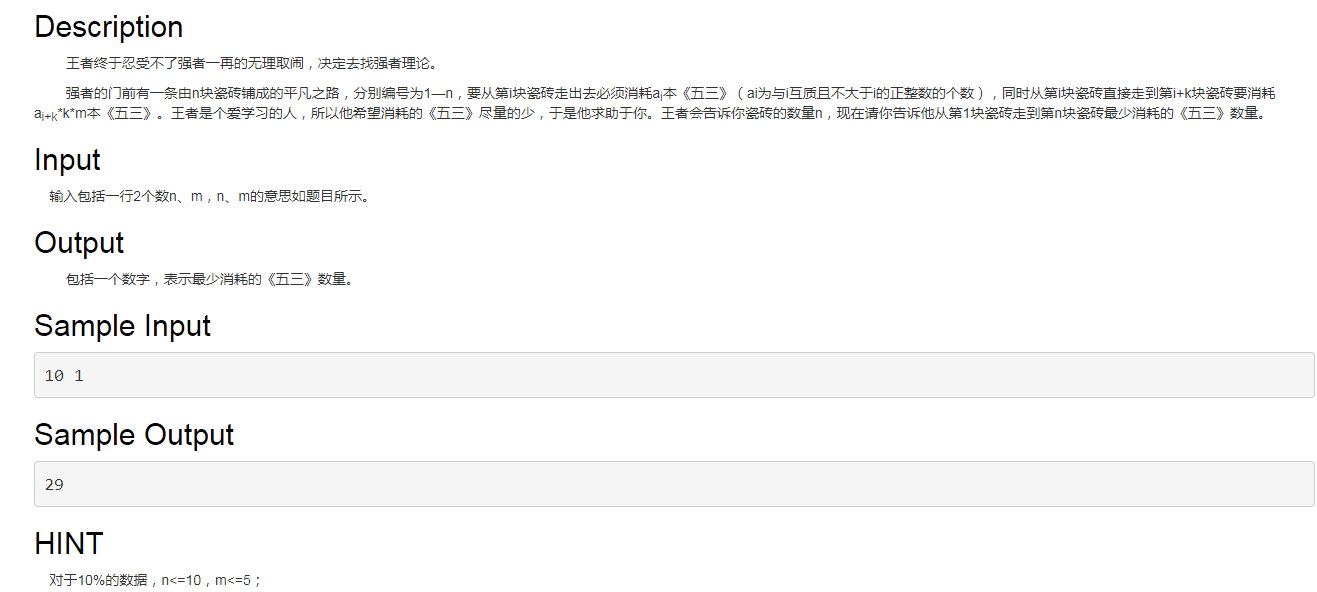 Description
王者终于忍受不了强者一再的无理取闹，决定去找强者理论。
强者的门前有一条由n块瓷砖铺成的平凡之路，分别编号为1—n，要从第i块瓷砖走出去必须消耗ai本《五三》（ai为与i互质且不大于i的正整数的个数），同时从第i块瓷砖直接走到第i+k块瓷砖要消耗
ai+k*k*m本《五三》。王者是个爱学习的人，所以他希望消耗的《五三》尽量的少，于是他求助于你。王者会告诉你瓷砖的数量n，现在请你告诉他从第1块瓷砖走到第n块瓷砖最少消耗的《五三》数量。
Input
输入包括一行2个数n、m，n、m的意思如题目所示。
Output
包括一个数字，表示最少消耗的《五三》数量。
Sample Input
10 1
Sample Output
29
HINT
对于10%的数据，n<=10，m<=5；